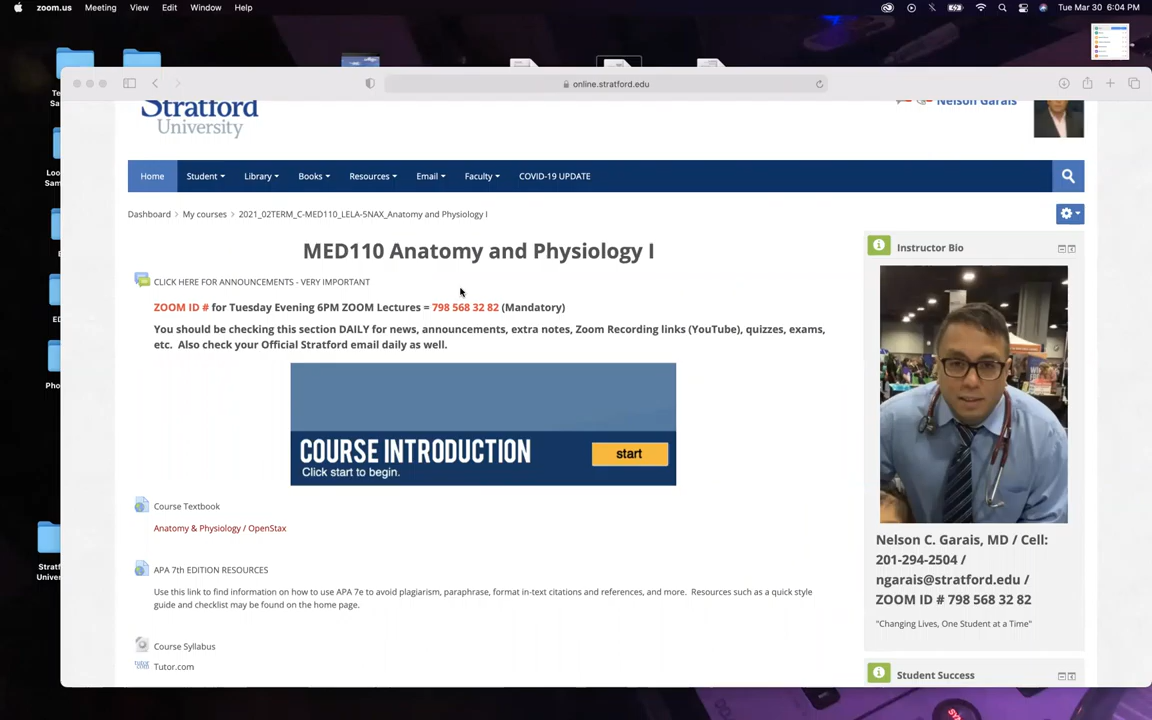 zoom.us Meeting View Edit Window Help
Tue Mar 30 6:04 PM
online.stratford.edu
Stratford
University
Nelson Garais
Home Student Library Books Resources Email Faculty COVID-19 UPDATE
Dashboard My courses 2021_02TERM_C-MED110_LELA-5NAX_Anatomy and Physiology I
MED110 Anatomy and Physiology I
CLICK HERE FOR ANNOUNCEMENTS - VERY IMPORTANT
ZOOM ID # for Tuesday Evening 6PM ZOOM Lectures = 798 568 32 82 (Mandatory)
You should be checking this section DAILY for news, announcements, extra notes, Zoom Recording links (YouTube), quizzes, exams,
etc. Also check your Official Stratford email daily as well.
COURSE INTRODUCTION
Click start to begin.
start
Course Textbook
Anatomy & Physiology / OpenStax
APA 7th EDITION RESOURCES
Use this link to find information on how to use APA 7e to avoid plagiarism, paraphrase, format in-text citations and references, and more. Resources such as a quick style
guide and checklist may be found on the home page.
Course Syllabus
Tutor.com
Instructor Bio
Nelson C. Garais, MD / Cell:
201-294-2504 /
ngarais@stratford.edu /
ZOOM ID # 798 568 32 82
"Changing Lives, One Student at a Time"
Student Success